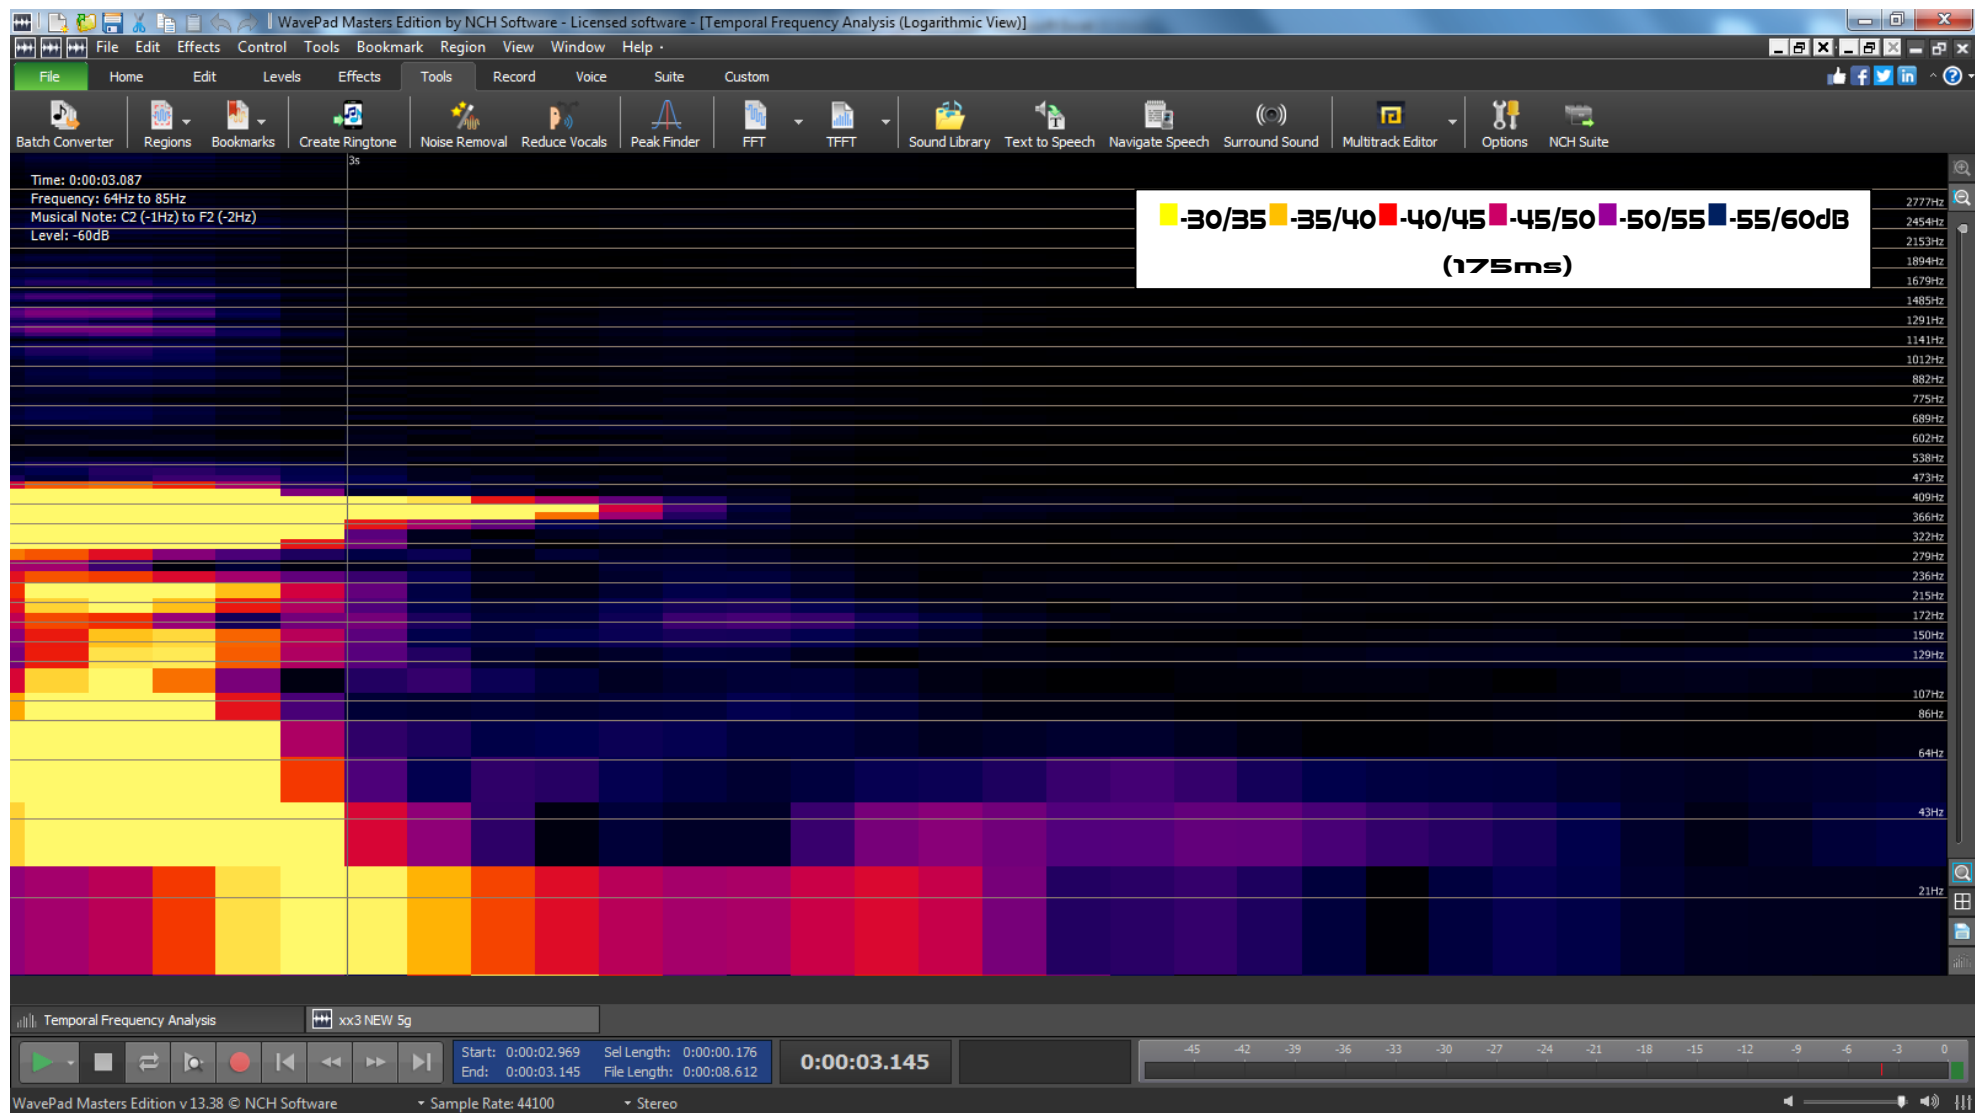 WavePad Masters Edition by NCH Software - Licensed software - [Temporal Frequency Analysis (Logarithmic View)]
File Edit Effects Control Tools Bookmark Region View Window Help
File Home Edit Levels Effects Tools Record Voice Suite Custom
Batch Converter Regions Bookmarks Create Ringtone Noise Removal Reduce Vocals Peak Finder FFT TFFT Sound Library Text to Speech Navigate Speech Surround Sound Multitrack Editor Options NCH Suite
3s
Time: 0:00:03.087
Frequency: 64Hz to 85Hz
Musical Note: C2 (-1Hz) to F2 (-2Hz)
Level: -60dB
-30/35 -35/40 -40/45 -45/50 -50/55 -55/60dB
(175ms)
2777Hz
2454Hz
2153Hz
1894Hz
1679Hz
1485Hz
1291Hz
1141Hz
1012Hz
882Hz
775Hz
689Hz
602Hz
538Hz
473Hz
409Hz
366Hz
322Hz
279Hz
236Hz
215Hz
172Hz
150Hz
129Hz
107Hz
86Hz
64Hz
43Hz
21Hz
Temporal Frequency Analysis xx3 NEW 5g
Start: 0:00:02.969 Sel Length: 0:00:00.176
End: 0:00:03.145 File Length: 0:00:08.612
0:00:03.145
-45 -42 -39 -36 -33 -30 -27 -24 -21 -18 -15 -12 -9 -6 -3 0
WavePad Masters Edition v 13.38 © NCH Software Sample Rate: 44100 Stereo